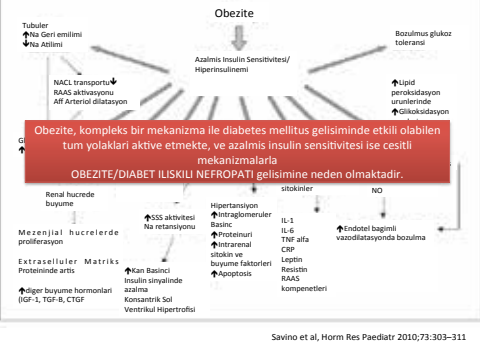 Obezite
Tubuler
↑Na Geri emilimi
↓Na Atilimi
Bozulmus glukoz
toleransi
Azalmis Insulin Sensitivitesi/
Hiperinsulinemi
NACL transportu↓
RAAS aktivasyonu
Aff Arteriol dilatasyon
↑Lipid
peroksidasyon
urunlerinde
↑Glikoksidasyon
Obezite, kompleks bir mekanizma ile diabetes mellitus gelisiminde etkili olabilen
tum yolaklari aktive etmekte, ve azalmis insulin sensitivitesi ise cesitli
mekanizmalarla
OBEZITE/DIABET ILISKILI NEFROPATI gelisimine neden olmaktadir.
Renal hucrede
buyume
sitokinler
NO
Mezenjial hucrelerde
proliferasyon
Extraselluler Matriks
Proteininde artis
↑diger buyume hormonlari
(IGF-1, TGF-B, CTGF
↑SSS aktivitesi
Na retansiyonu
↑Kan Basinci
Insulin sinyalinde
azalma
Konsantrik Sol
Ventrikul Hipertrofisi
Hipertansiyon
↑Intraglomeruler
Basinc
↑Proteinuri
↑Intrarenal
sitokin ve
buyume faktorleri
↑Apoptosis
IL-1
IL-6
TNF alfa
CRP
Leptin
Resistin
RAAS
kompenetleri
↑Endotel bagimli
vazodilatasyonda bozulma
Savino et al, Horm Res Paediatr 2010;73:303–311